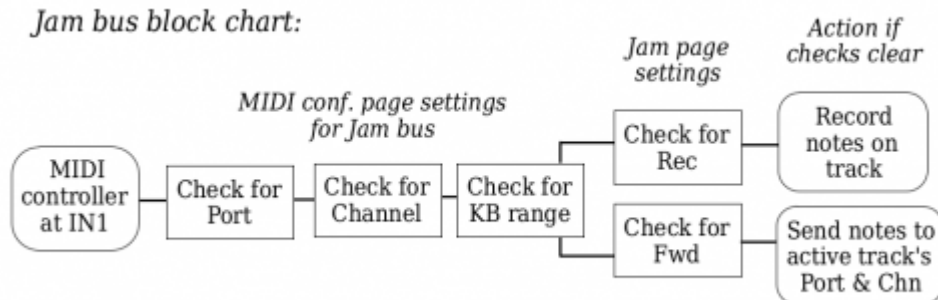 Jam bus block chart:
Action if
checks clear
Jam page
settings
MIDI conf. page settings
for Jam bus
MIDI
controller
at IN1
Check for
Port
Check for
Channel
Check for
KB range
Check for
Rec
Record
notes on
track
Check for
Fwd
Send notes to
active track's
Port & Chn